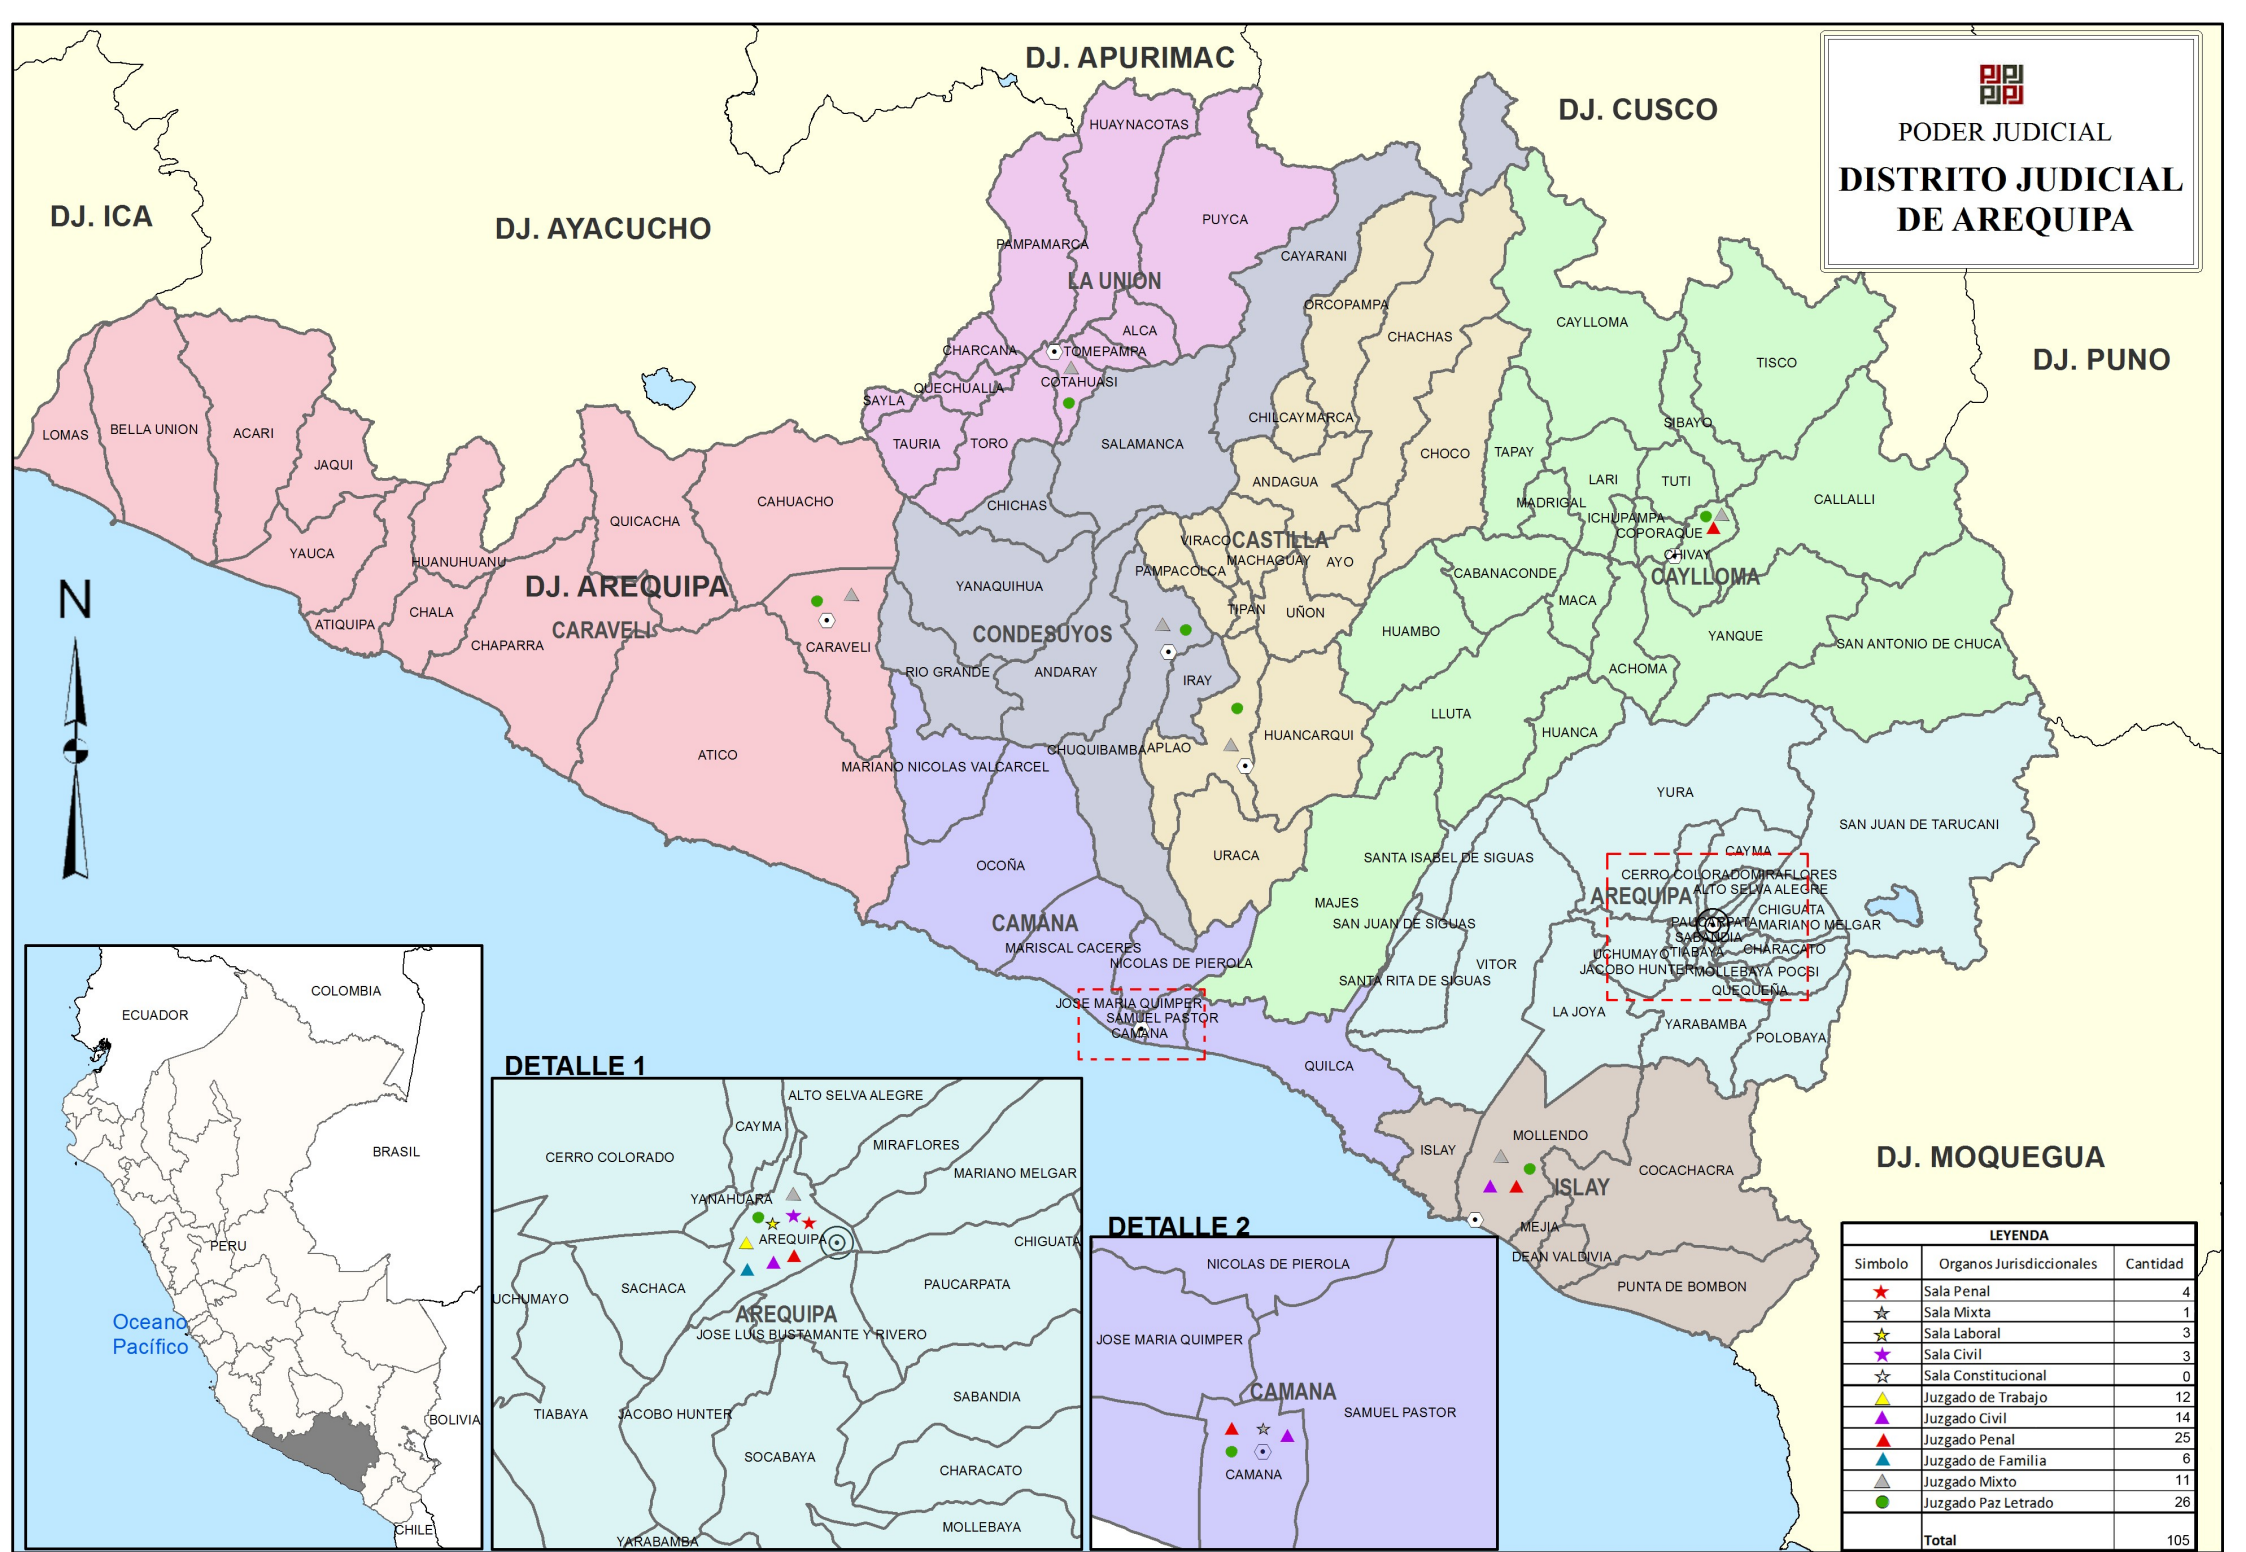 DJ. APURIMAC
DJ. CUSCO
DJ. ICA
DJ. AYACUCHO
DJ. PUNO
DJ. MOQUEGUA
DJ. AREQUIPA
PJPJ
PJPJ
PODER JUDICIAL
DISTRITO JUDICIAL
DE AREQUIPA
HUAYNACOTAS
PUYCA
PAMPAMARCA
LA UNION
ALCA
CHARCANA
TOMEPAMPA
QUECHUALLA
COTAHUASI
SAYLA
TAURIA
TORO
CAYARANI
ORCOPAMPA
CHACHAS
CHILCAYMARCA
SALAMANCA
CHOCO
ANDAGUA
CHICHAS
VIRACO
CASTILLA
MACHAGUAY
AYO
PAMPACOLCA
TIPAN
UÑON
YANAQUIHUA
CONDESUYOS
RIO GRANDE
ANDARAY
IRAY
CHUQUIBAMBA
APLAO
HUANCARQUI
URACA
CAYLLOMA
TISCO
SIBAYO
TAPAY
LARI
TUTI
CALLALLI
MADRIGAL
ICHUPAMPA
COPORAQUE
CHIVAY
CAYLLOMA
CABANACONDE
MACA
HUAMBO
YANQUE
SAN ANTONIO DE CHUCA
ACHOMA
LLUTA
HUANCA
MAJES
LOMAS
BELLA UNION
ACARI
JAQUI
YAUCA
ATIQUIPA
CHALA
HUANUHUANU
CHAPARRA
QUICACHA
CAHUACHO
CARAVELI
CARAVELI
ATICO
MARIANO NICOLAS VALCARCEL
OCOÑA
CAMANA
MARISCAL CACERES
NICOLAS DE PIEROLA
JOSE MARIA QUIMPER
SAMUEL PASTOR
CAMANA
QUILCA
YURA
SAN JUAN DE TARUCANI
SANTA ISABEL DE SIGUAS
SAN JUAN DE SIGUAS
SANTA RITA DE SIGUAS
VITOR
LA JOYA
CAYMA
CERRO COLORADO
MIRAFLORES
ALTO SELVA ALEGRE
AREQUIPA
CHIGUATA
PAUCARPATA
MARIANO MELGAR
SABANDIA
UCHUMAYO
TIABAYA
CHARACATO
JACOBO HUNTER
MOLLEBAYA
POCSI
QUEQUEÑA
YARABAMBA
POLOBAYA
ISLAY
MOLLENDO
COCACHACRA
ISLAY
MEJIA
DEAN VALDIVIA
PUNTA DE BOMBON
N
COLOMBIA
ECUADOR
BRASIL
PERU
Oceano
Pacífico
BOLIVIA
CHILE
DETALLE 1
ALTO SELVA ALEGRE
CAYMA
MIRAFLORES
CERRO COLORADO
MARIANO MELGAR
YANAHUARA
AREQUIPA
CHIGUATA
SACHACA
PAUCARPATA
UCHUMAYO
AREQUIPA
JOSE LUIS BUSTAMANTE Y RIVERO
SABANDIA
TIABAYA
JACOBO HUNTER
SOCABAYA
CHARACATO
MOLLEBAYA
YARABAMBA
DETALLE 2
NICOLAS DE PIEROLA
JOSE MARIA QUIMPER
CAMANA
SAMUEL PASTOR
CAMANA
LEYENDA
Simbolo Organos Jurisdiccionales Cantidad
Sala Penal 4
Sala Mixta 1
Sala Laboral 3
Sala Civil 3
Sala Constitucional 0
Juzgado de Trabajo 12
Juzgado Civil 14
Juzgado Penal 25
Juzgado de Familia 6
Juzgado Mixto 11
Juzgado Paz Letrado 26
Total 105